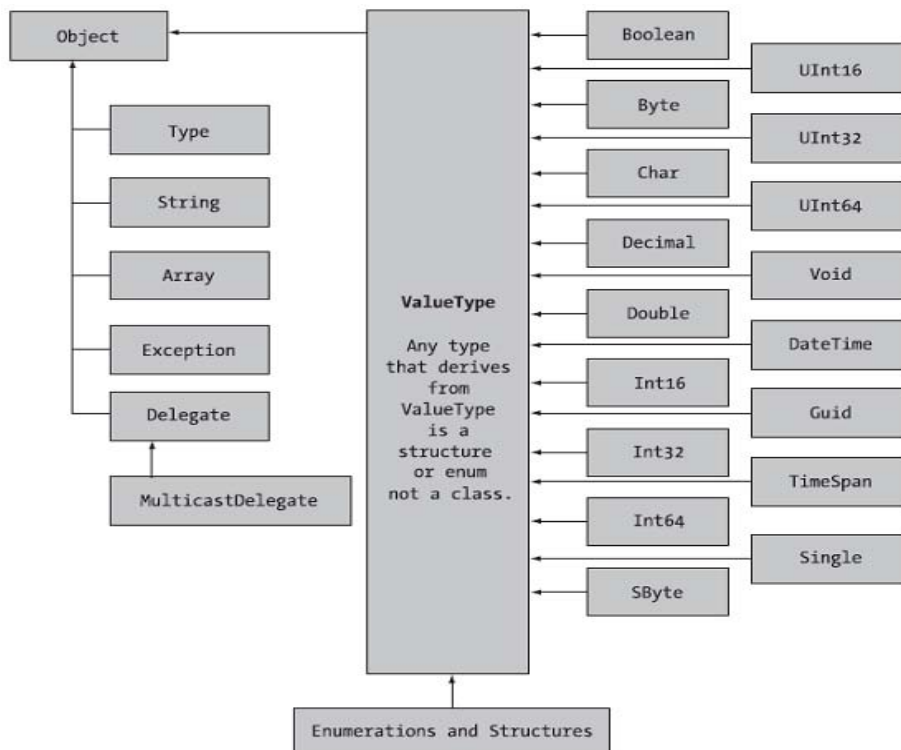 Object
Type
String
Array
Exception
Delegate
MulticastDelegate
ValueType
Any type
that derives
from
ValueType
is a
structure
or enum
not a class.
Boolean
UInt16
Byte
UInt32
Char
UInt64
Decimal
Void
Double
DateTime
Int16
Guid
Int32
TimeSpan
Int64
Single
SByte
Enumerations and Structures